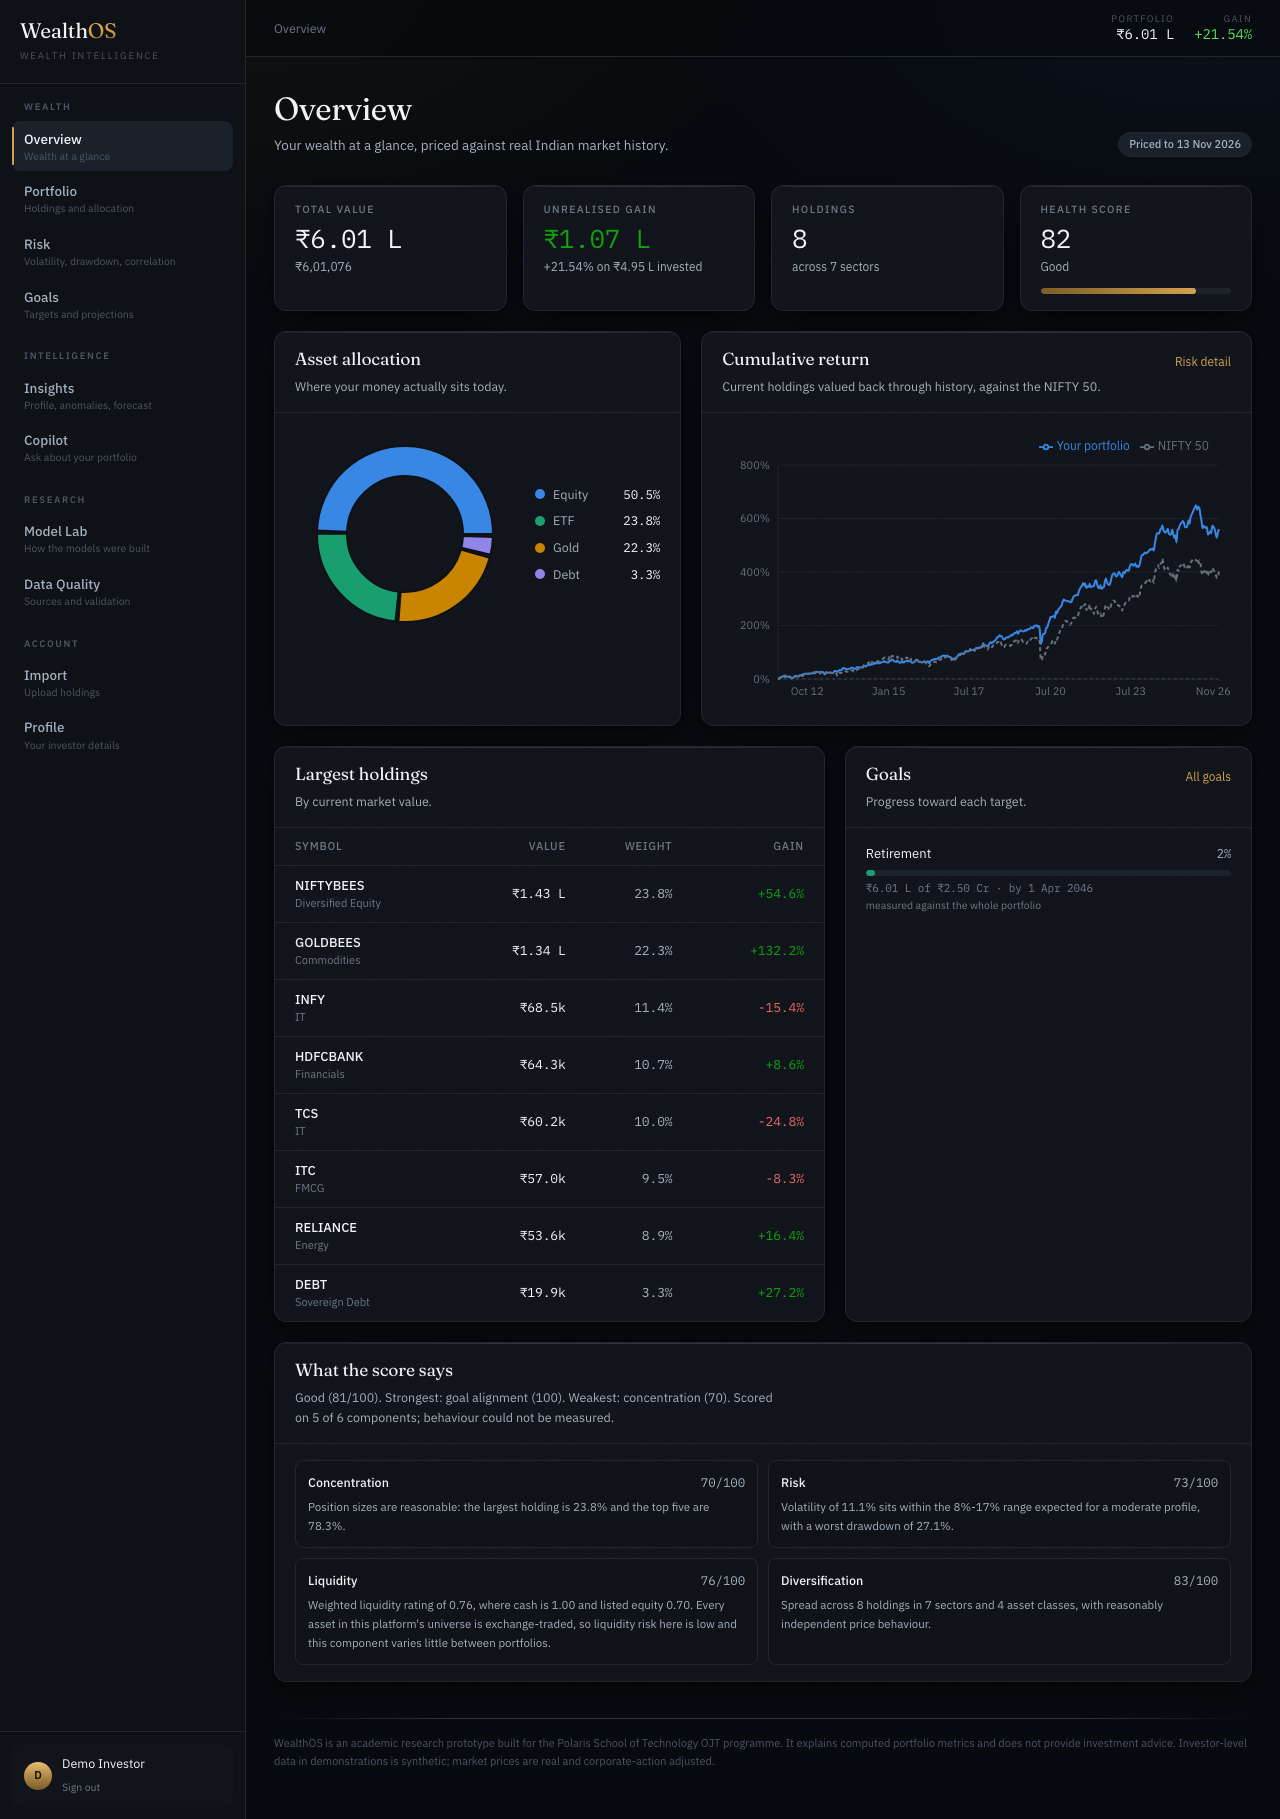 WealthOS
WEALTH INTELLIGENCE
WEALTH
Overview
Wealth at a glance
Portfolio
Holdings and allocation
Risk
Volatility, drawdown, correlation
Goals
Targets and projections
INTELLIGENCE
Insights
Profile, anomalies, forecast
Copilot
Ask about your portfolio
RESEARCH
Model Lab
How the models were built
Data Quality
Sources and validation
ACCOUNT
Import
Upload holdings
Profile
Your investor details
D
Demo Investor
Sign out
Overview
PORTFOLIO
₹6.01 L
GAIN
+21.54%
Overview
Your wealth at a glance, priced against real Indian market history.
Priced to 13 Nov 2026
TOTAL VALUE
₹6.01 L
₹6,01,076
UNREALISED GAIN
₹1.07 L
+21.54% on ₹4.95 L invested
HOLDINGS
8
across 7 sectors
HEALTH SCORE
82
Good
Asset allocation
Where your money actually sits today.
Equity 50.5%
ETF 23.8%
Gold 22.3%
Debt 3.3%
Cumulative return
Risk detail
Current holdings valued back through history, against the NIFTY 50.
Your portfolio NIFTY 50
800%
600%
400%
200%
0%
Oct 12 Jan 15 Jul 17 Jul 20 Jul 23 Nov 26
Largest holdings
By current market value.
SYMBOL VALUE WEIGHT GAIN
NIFTYBEES ₹1.43 L 23.8% +54.6%
Diversified Equity
GOLDBEES ₹1.34 L 22.3% +132.2%
Commodities
INFY ₹68.5k 11.4% -15.4%
IT
HDFCBANK ₹64.3k 10.7% +8.6%
Financials
TCS ₹60.2k 10.0% -24.8%
IT
ITC ₹57.0k 9.5% -8.3%
FMCG
RELIANCE ₹53.6k 8.9% +16.4%
Energy
DEBT ₹19.9k 3.3% +27.2%
Sovereign Debt
Goals
All goals
Progress toward each target.
Retirement 2%
₹6.01 L of ₹2.50 Cr · by 1 Apr 2046
measured against the whole portfolio
What the score says
Good (81/100). Strongest: goal alignment (100). Weakest: concentration (70). Scored
on 5 of 6 components; behaviour could not be measured.
Concentration 70/100
Position sizes are reasonable: the largest holding is 23.8% and the top five are
78.3%.
Risk 73/100
Volatility of 11.1% sits within the 8%-17% range expected for a moderate profile,
with a worst drawdown of 27.1%.
Liquidity 76/100
Weighted liquidity rating of 0.76, where cash is 1.00 and listed equity 0.70. Every
asset in this platform's universe is exchange-traded, so liquidity risk here is low and
this component varies little between portfolios.
Diversification 83/100
Spread across 8 holdings in 7 sectors and 4 asset classes, with reasonably
independent price behaviour.
WealthOS is an academic research prototype built for the Polaris School of Technology OJT programme. It explains computed portfolio metrics and does not provide investment advice. Investor-level
data in demonstrations is synthetic; market prices are real and corporate-action adjusted.